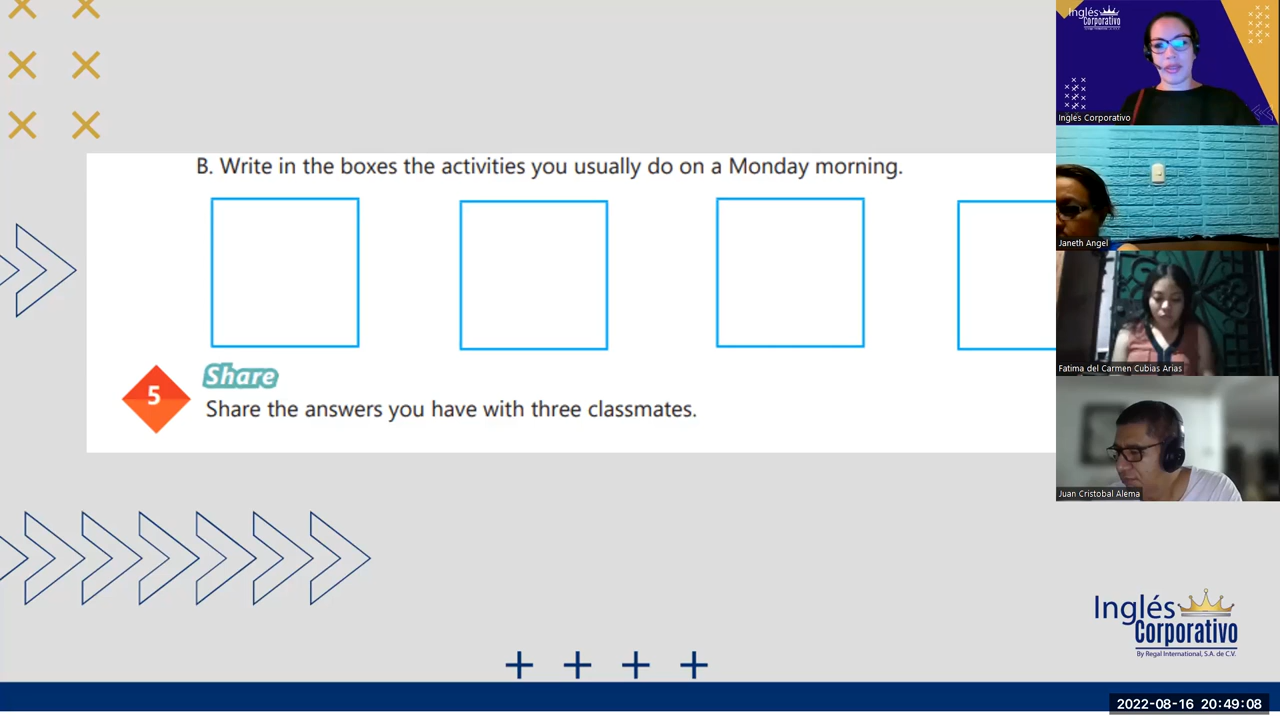 B. Write in the boxes the activities you usually do on a Monday morning.
5
Share
Share the answers you have with three classmates.
Inglés
Corporativo
Inglés Corporativo
Janeth Angel
Fatima del Carmen Cubias Arias
Juan Cristobal Alema
Inglés
Corporativo
By Regal International, S.A. de C.V.
2022-08-16 20:49:08